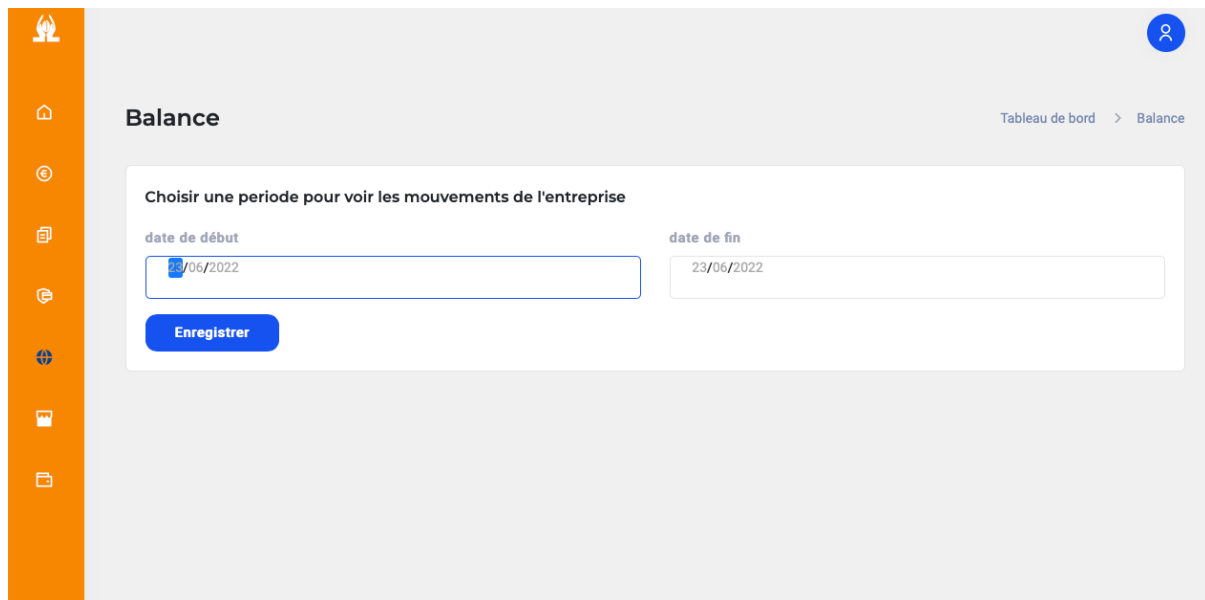 Balance
Tableau de bord > Balance
Choisir une periode pour voir les mouvements de l'entreprise
date de début
date de fin
23/06/2022
23/06/2022
Enregistrer